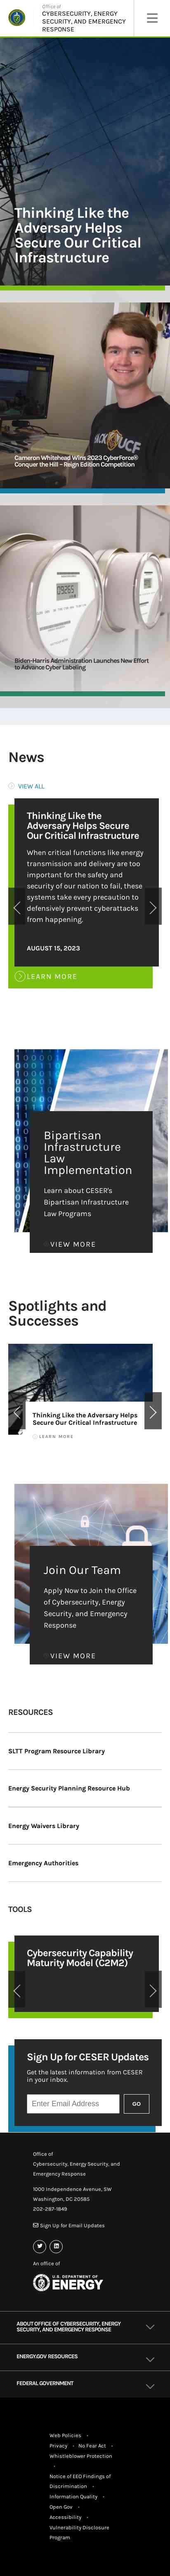 Office of
CYBERSECURITY, ENERGY
SECURITY, AND EMERGENCY
RESPONSE
Thinking Like the
Adversary Helps
Secure Our Critical
Infrastructure
Cameron Whitehead Wins 2023 CyberForce®
Conquer the Hill – Reign Edition Competition
Biden-Harris Administration Launches New Effort
to Advance Cyber Labeling
News
VIEW ALL
Thinking Like the
Adversary Helps Secure
Our Critical Infrastructure
When critical functions like energy
transmission and delivery are too
important for the safety and
security of our nation to fail, these
systems take every precaution to
defensively prevent cyberattacks
from happening.
AUGUST 15, 2023
LEARN MORE
Bipartisan
Infrastructure
Law
Implementation
Learn about CESER's
Bipartisan Infrastructure
Law Programs
VIEW MORE
Spotlights and
Successes
Thinking Like the Adversary Helps
Secure Our Critical Infrastructure
LEARN MORE
Join Our Team
Apply Now to Join the Office
of Cybersecurity, Energy
Security, and Emergency
Response
VIEW MORE
RESOURCES
SLTT Program Resource Library
Energy Security Planning Resource Hub
Energy Waivers Library
Emergency Authorities
TOOLS
Cybersecurity Capability
Maturity Model (C2M2)
Sign Up for CESER Updates
Get the latest information from CESER
in your inbox.
Enter Email Address
GO
Office of
Cybersecurity, Energy Security, and
Emergency Response
1000 Independence Avenue, SW
Washington, DC 20585
202-287-1849
Sign Up for Email Updates
An office of
U.S. DEPARTMENT OF
ENERGY
ABOUT OFFICE OF CYBERSECURITY, ENERGY
SECURITY, AND EMERGENCY RESPONSE
ENERGY.GOV RESOURCES
FEDERAL GOVERNMENT
Web Policies •
Privacy • No Fear Act •
Whistleblower Protection
•
Notice of EEO Findings of
Discrimination •
Information Quality •
Open Gov •
Accessibility •
Vulnerability Disclosure
Program